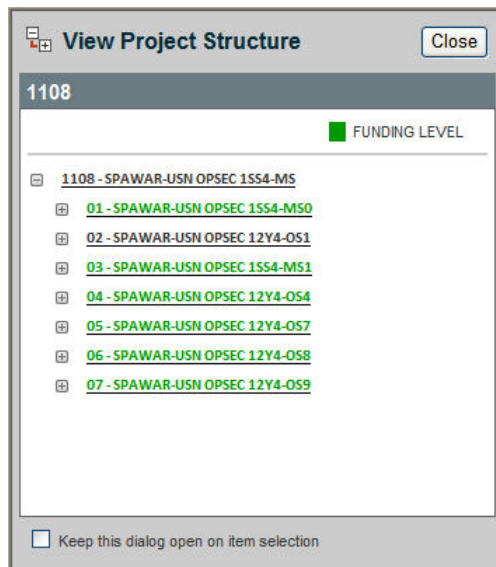 View Project Structure
Close
1108
FUNDING LEVEL
1108 - SPAWAR-USN OPSEC 1SS4-MS
01 - SPAWAR-USN OPSEC 1SS4-MS0
02 - SPAWAR-USN OPSEC 12Y4-OS1
03 - SPAWAR-USN OPSEC 1SS4-MS1
04 - SPAWAR-USN OPSEC 12Y4-OS4
05 - SPAWAR-USN OPSEC 12Y4-OS7
06 - SPAWAR-USN OPSEC 12Y4-OS8
07 - SPAWAR-USN OPSEC 12Y4-OS9
Keep this dialog open on item selection